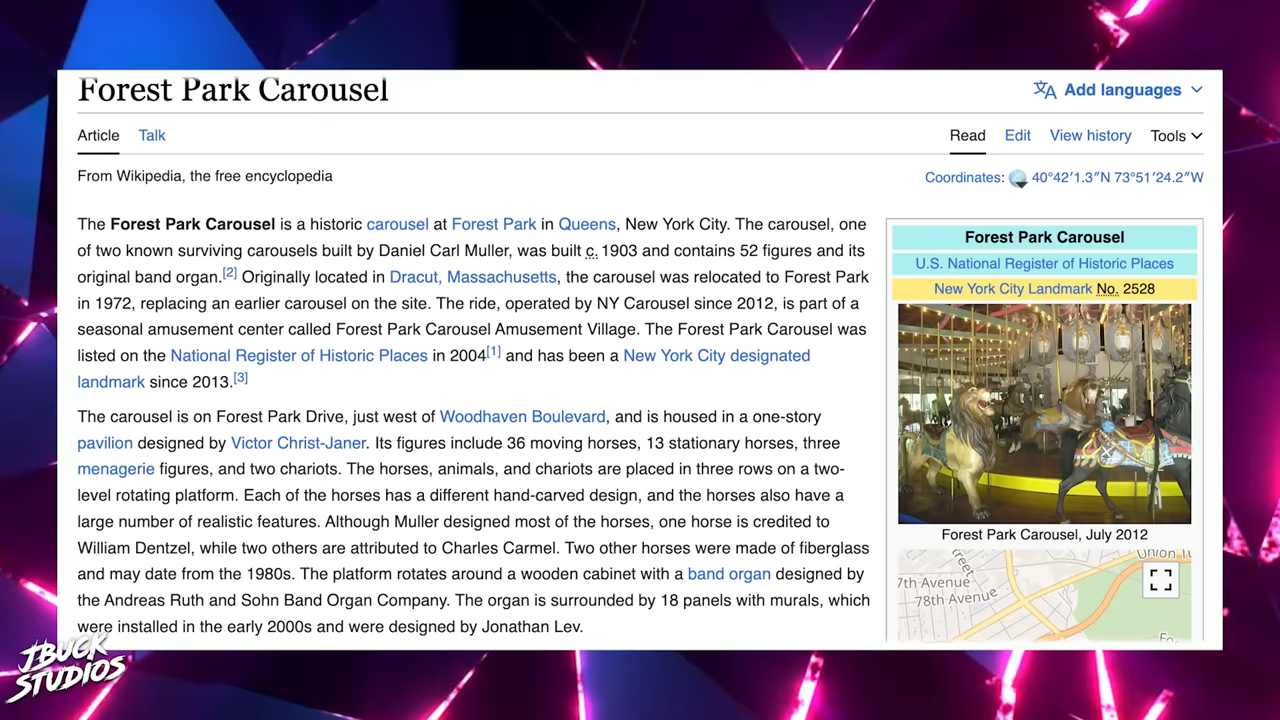 Forest Park Carousel
Add languages
Article Talk
Read Edit View history Tools
From Wikipedia, the free encyclopedia
Coordinates: 40°42′1.3″N 73°51′24.2″W
The Forest Park Carousel is a historic carousel at Forest Park in Queens, New York City. The carousel, one
of two known surviving carousels built by Daniel Carl Muller, was built c. 1903 and contains 52 figures and its
original band organ.[2] Originally located in Dracut, Massachusetts, the carousel was relocated to Forest Park
in 1972, replacing an earlier carousel on the site. The ride, operated by NY Carousel since 2012, is part of a
seasonal amusement center called Forest Park Carousel Amusement Village. The Forest Park Carousel was
listed on the National Register of Historic Places in 2004[1] and has been a New York City designated
landmark since 2013.[3]
The carousel is on Forest Park Drive, just west of Woodhaven Boulevard, and is housed in a one-story
pavilion designed by Victor Christ-Janer. Its figures include 36 moving horses, 13 stationary horses, three
menagerie figures, and two chariots. The horses, animals, and chariots are placed in three rows on a two-
level rotating platform. Each of the horses has a different hand-carved design, and the horses also have a
large number of realistic features. Although Muller designed most of the horses, one horse is credited to
William Dentzel, while two others are attributed to Charles Carmel. Two other horses were made of fiberglass
and may date from the 1980s. The platform rotates around a wooden cabinet with a band organ designed by
the Andreas Ruth and Sohn Band Organ Company. The organ is surrounded by 18 panels with murals, which
were installed in the early 2000s and were designed by Jonathan Lev.
Forest Park Carousel
U.S. National Register of Historic Places
New York City Landmark No. 2528
Forest Park Carousel, July 2012
Union
7th Avenue
78th Avenue
JBUCK
STUDIOS